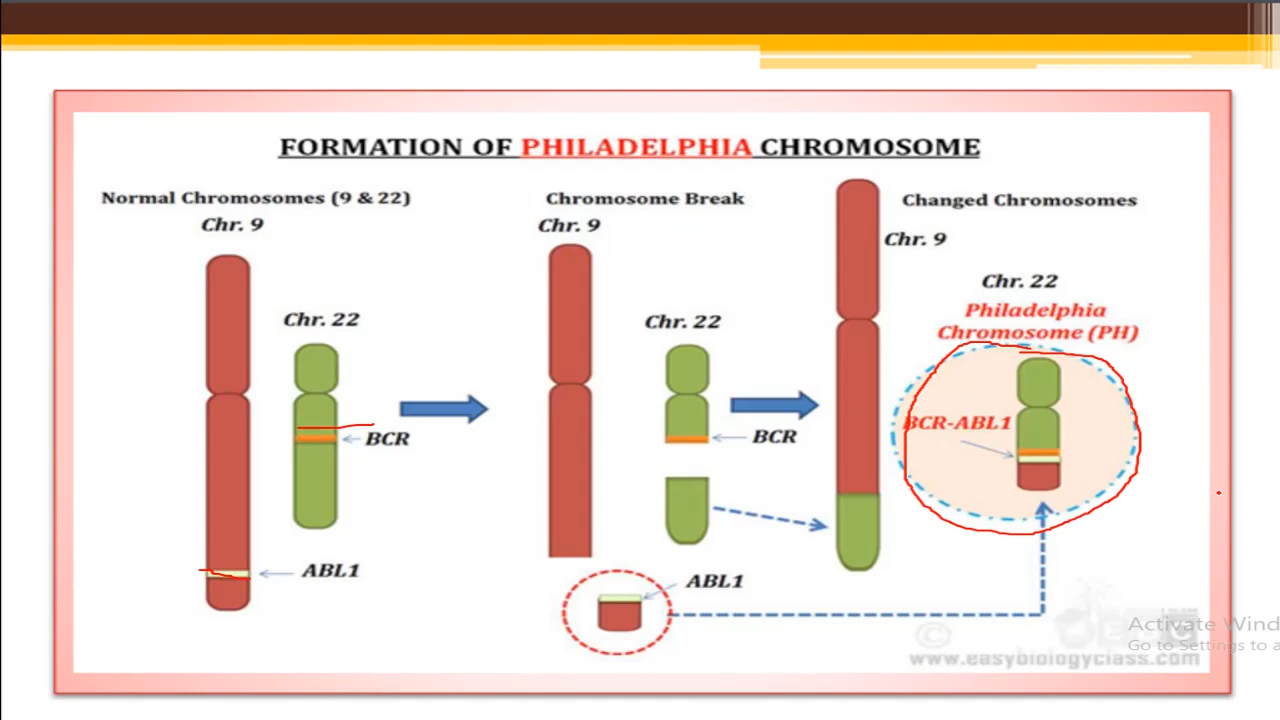 FORMATION OF PHILADELPHIA CHROMOSOME
Normal Chromosomes (9 & 22)
Chr. 9
Chr. 22
BCR
ABL1
Chromosome Break
Chr. 9
Chr. 22
BCR
ABL1
Changed Chromosomes
Chr. 9
Chr. 22
Philadelphia
Chromosome (PH)
BCR-ABL1
©
www.easybiologyclass.com
Activate Wind
Go to Settings to a